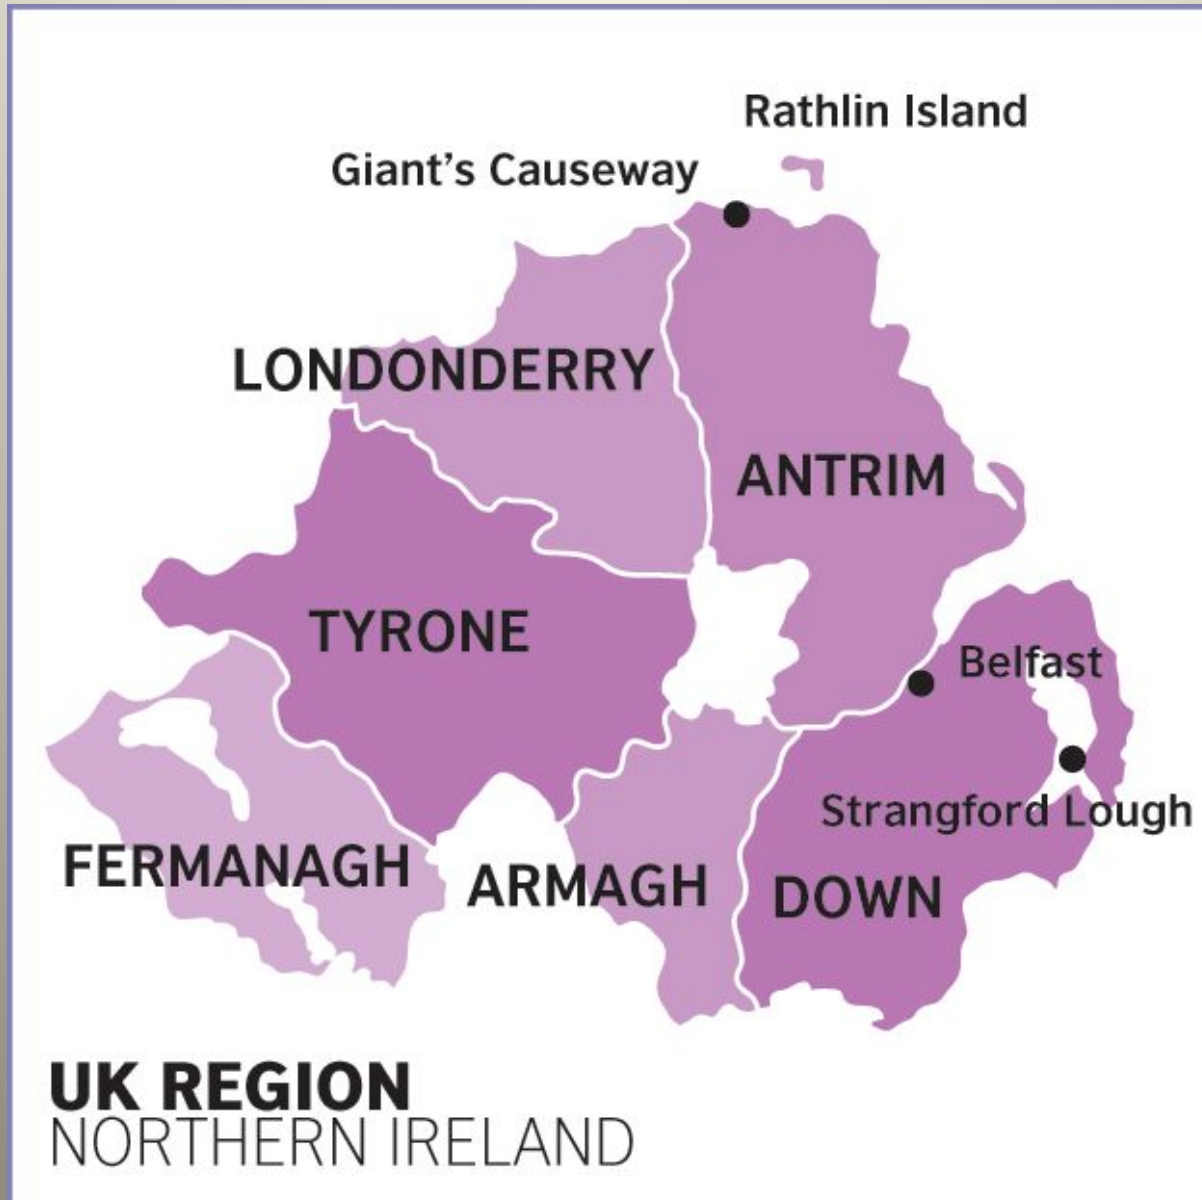 Rathlin Island
Giant's Causeway
LONDONDERRY
ANTRIM
TYRONE
Belfast
Strangford Lough
FERMANAGH
ARMAGH
DOWN
UK REGION
NORTHERN IRELAND